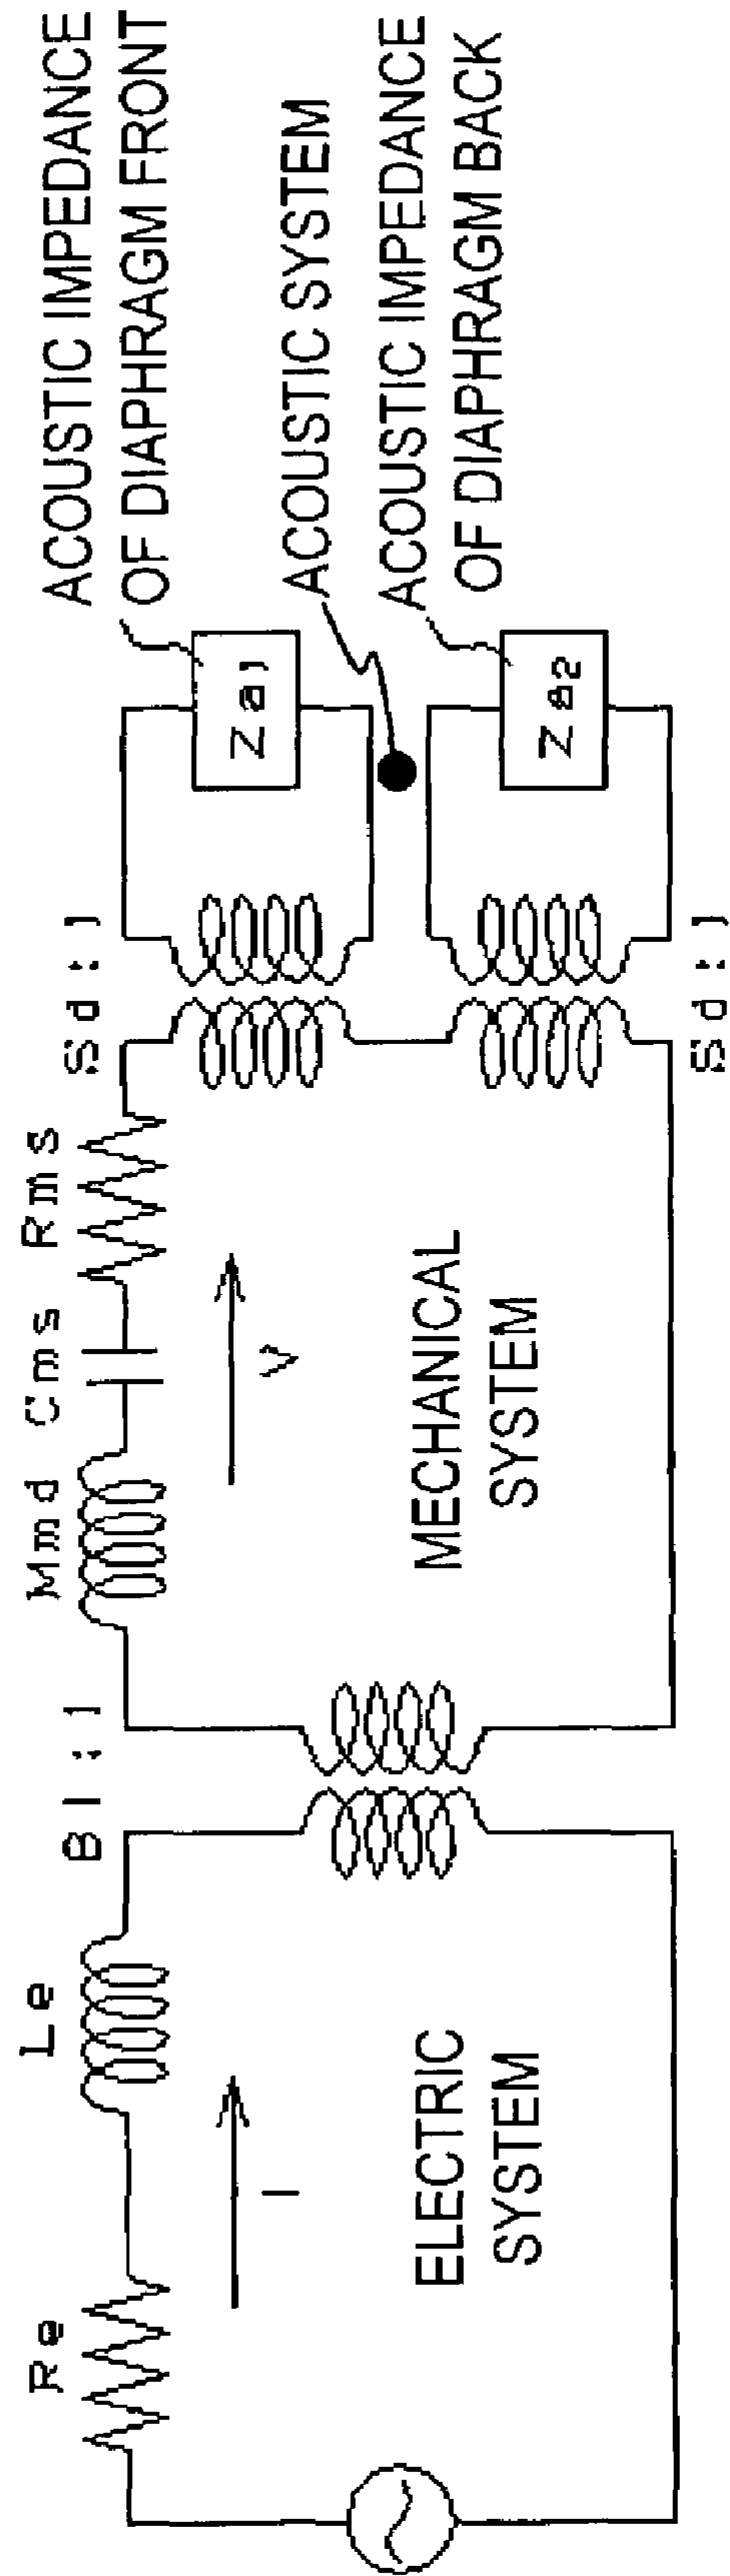 Re
Le
I
ELECTRIC
SYSTEM
Bl:1
Mmd
Cms
Rms
V
MECHANICAL
SYSTEM
Sd:1
Sd:1
Za1
Za2
ACOUSTIC IMPEDANCE
OF DIAPHRAGM FRONT
ACOUSTIC SYSTEM
ACOUSTIC IMPEDANCE
OF DIAPHRAGM BACK